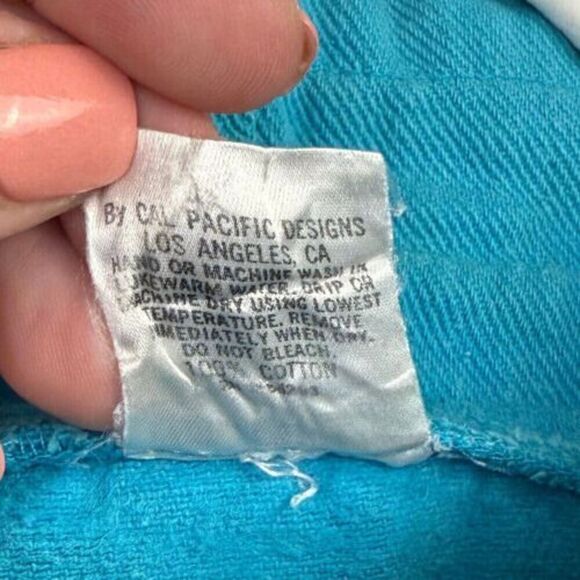 By CAL PACIFIC DESIGNS
LOS ANGELES, CA
HAND OR MACHINE WASH IN
LUKEWARM WATER. DRIP OR
MACHINE DRY USING LOWEST
TEMPERATURE. REMOVE
IMMEDIATELY WHEN DRY.
DO NOT BLEACH.
100% COTTON